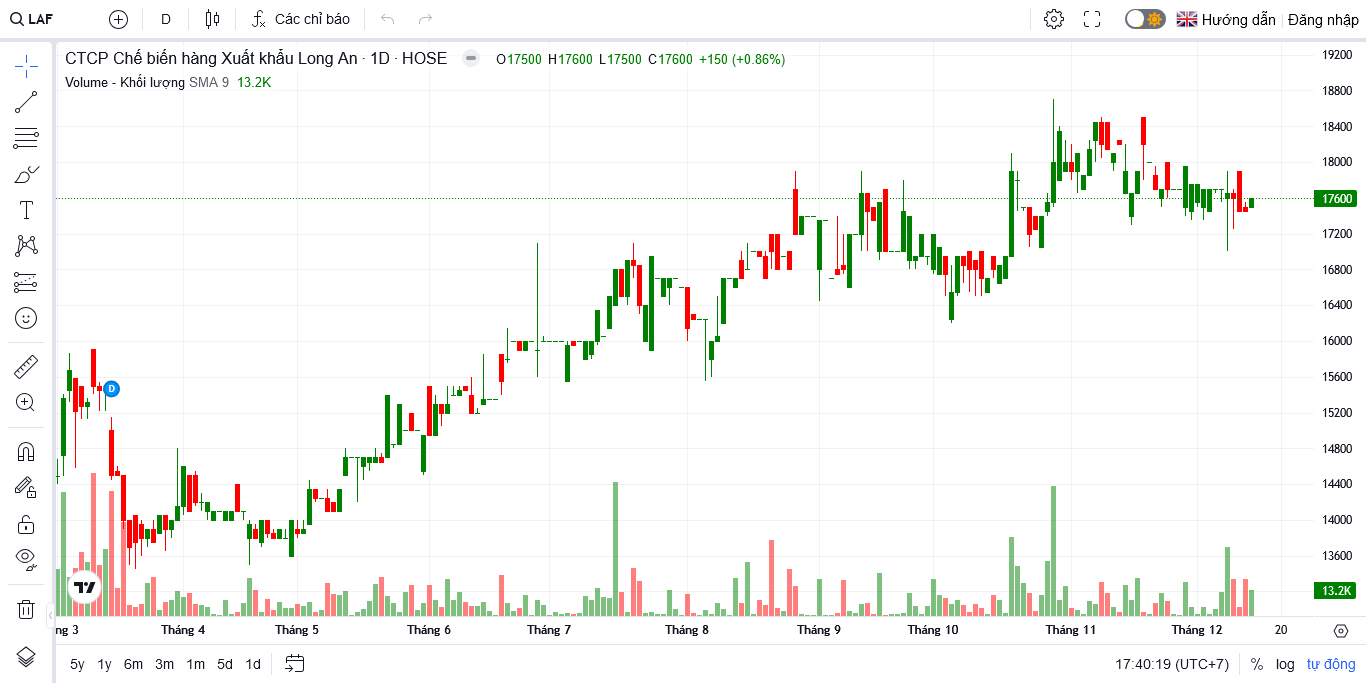 LAF D Các chỉ báo Hướng dẫn Đăng nhập
CTCP Chế biến hàng Xuất khẩu Long An · 1D · HOSE O17500 H17600 L17500 C17600 +150 (+0.86%)
Volume - Khối lượng SMA 9 13.2K
19200
18800
18400
18000
17600
17200
16800
16400
16000
15600
D
15200
14800
14400
14000
13600
13.2K
ng 3 Tháng 4 Tháng 5 Tháng 6 Tháng 7 Tháng 8 Tháng 9 Tháng 10 Tháng 11 Tháng 12 20
5y 1y 6m 3m 1m 5d 1d 17:40:19 (UTC+7) % log tự động